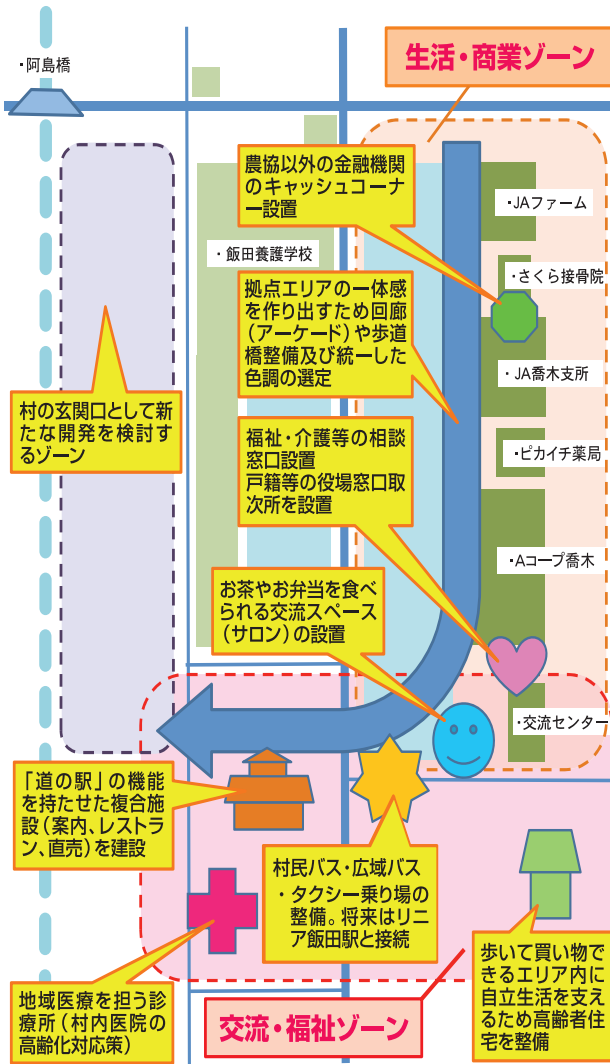 生活・商業ゾーン
・阿島橋
農協以外の金融機関
のキャッシュコーナ
ー設置
・JAファーム
・飯田養護学校
・さくら接骨院
拠点エリアの一体感
を作り出すため回廊
（アーケード）や歩道
橋整備及び統一した
色調の選定
・JA喬木支所
村の玄関口として新
たな開発を検討す
るゾーン
福祉・介護等の相談
窓口設置
戸籍等の役場窓口取
次所を設置
・ピカイチ薬局
・Aコープ喬木
お茶やお弁当を食べ
られる交流スペース
（サロン）の設置
・交流センター
「道の駅」の機能
を持たせた複合施
設（案内、レストラ
ン、直売）を建設
村民バス・広域バス
・タクシー乗り場の
整備。将来はリニ
ア飯田駅と接続
歩いて買い物で
きるエリア内に
自立生活を支え
るため高齢者住
宅を整備
地域医療を担う診
療所（村内医院の
高齢化対応策）
交流・福祉ゾーン